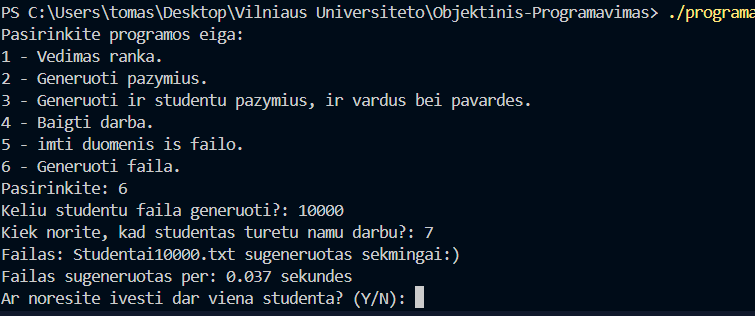 PS C:\Users\tomas\Desktop\Vilniaus Universiteto\Objektinis-Programavimas> ./programa
Pasirinkite programos eiga:
1 - Vedimas ranka.
2 - Generuoti pazymius.
3 - Generuoti ir studentu pazymius, ir vardus bei pavardes.
4 - Baigti darba.
5 - imti duomenis is failo.
6 - Generuoti faila.
Pasirinkite: 6
Keliu studentu faila generuoti?: 10000
Kiek norite, kad studentas turetu namu darbu?: 7
Failas: Studentai10000.txt sugeneruotas sekmingai:)
Failas sugeneruotas per: 0.037 sekundes
Ar noresite ivesti dar viena studenta? (Y/N):